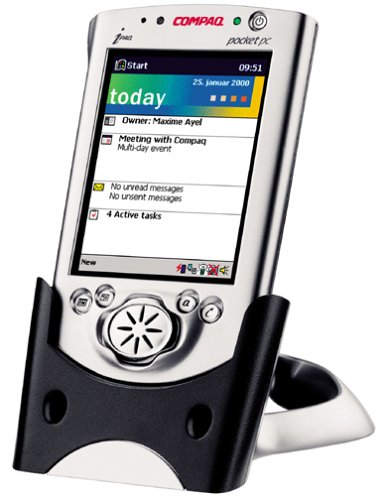 COMPAQ
iPAQ
pocket pc
Start 09:51
25. januar 2000
today
Owner: Maxime Ayel
Meeting with Compaq
Multi-day event
No unread messages
No unsent messages
4 Active tasks
New
a